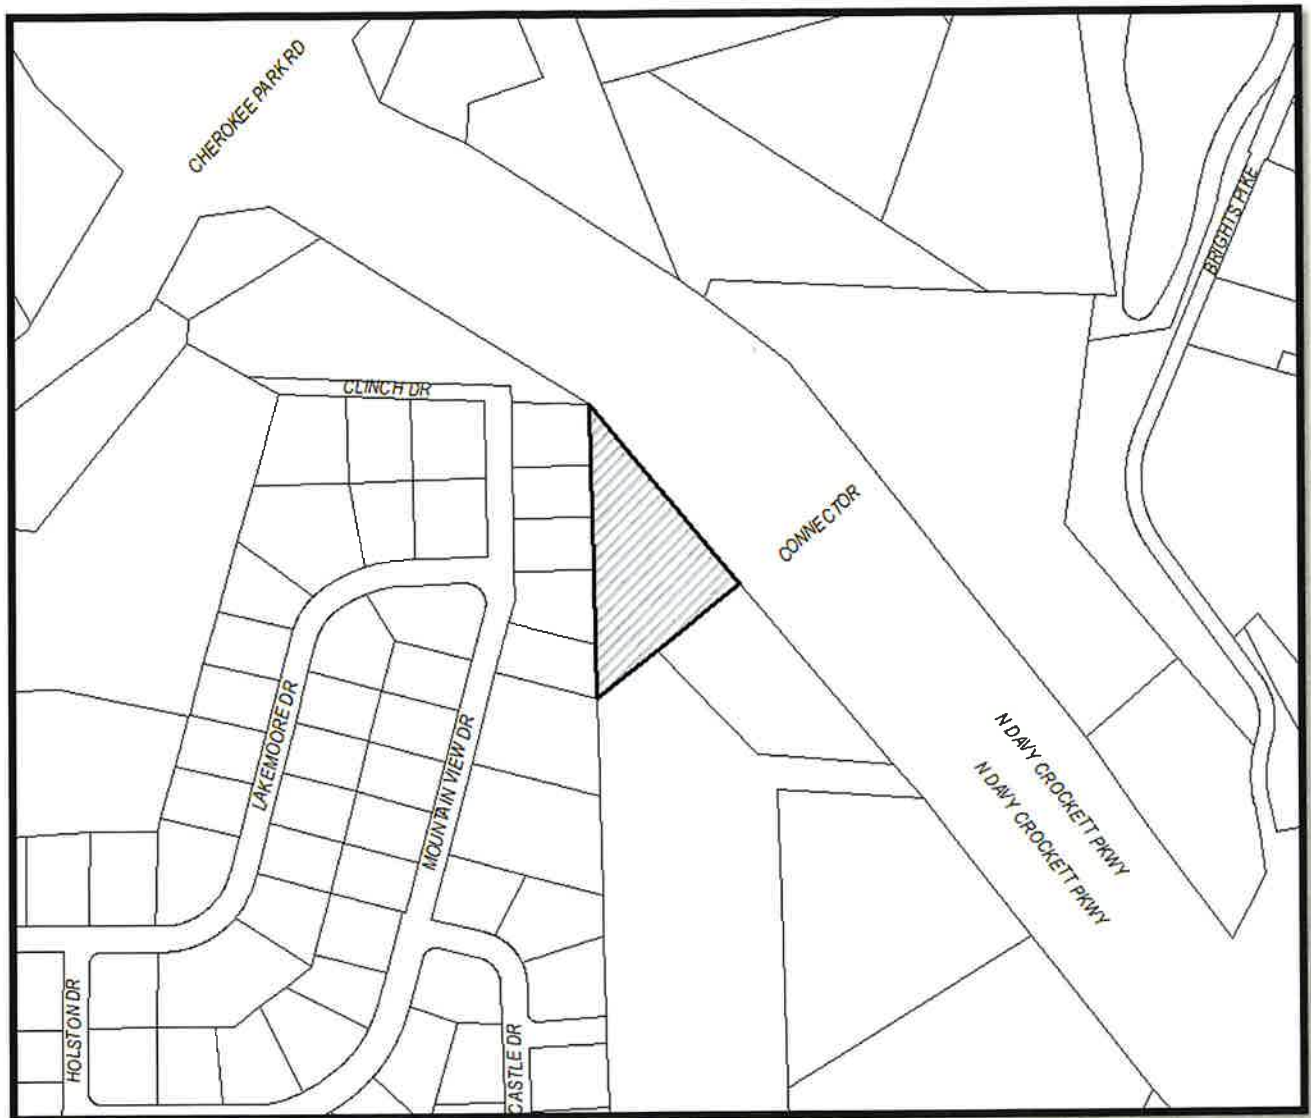 CHEROKEE PARK RD
BRIGHTS PIKE
CLINCH DR
CONNECTOR
LAKEMOORE DR
MOUNTAIN VIEW DR
N DAVY CROCKETT PKWY
N DAVY CROCKETT PKWY
HOLSTON DR
CASTLE DR